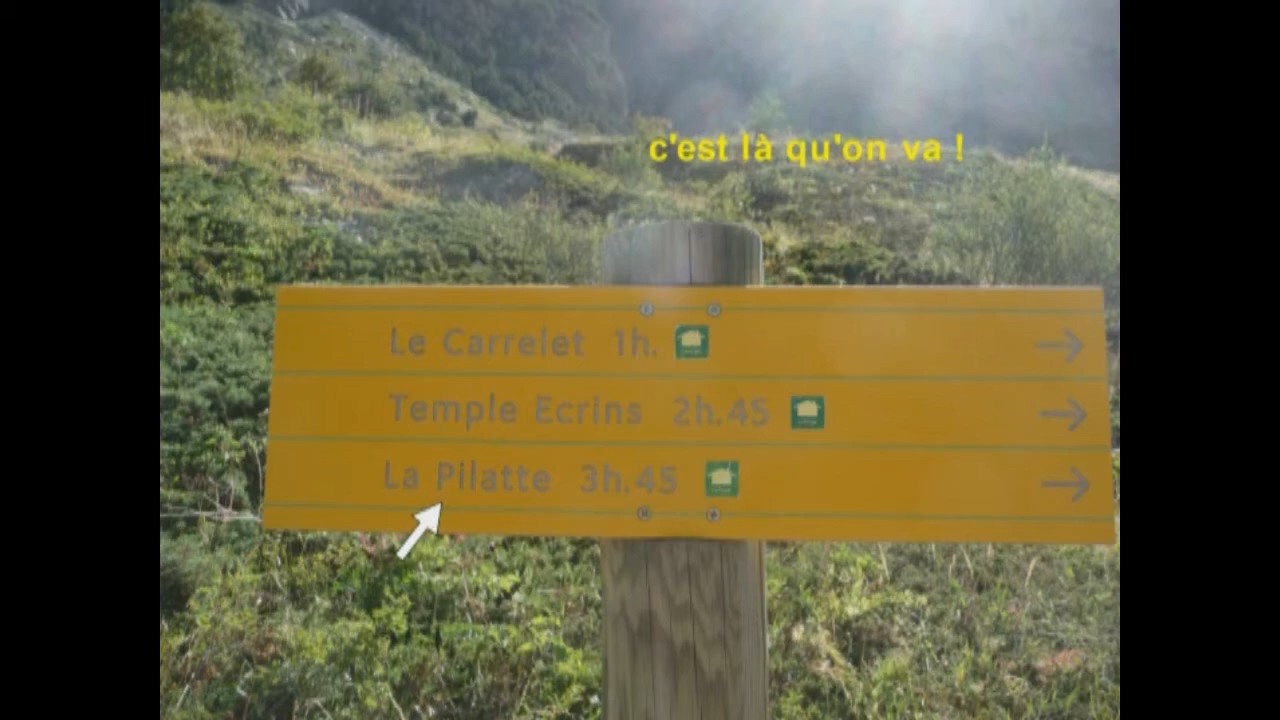 c'est là qu'on va !
Le Carrelet 1h.
Temple Ecrins 2h.45
La Pilatte 3h.45